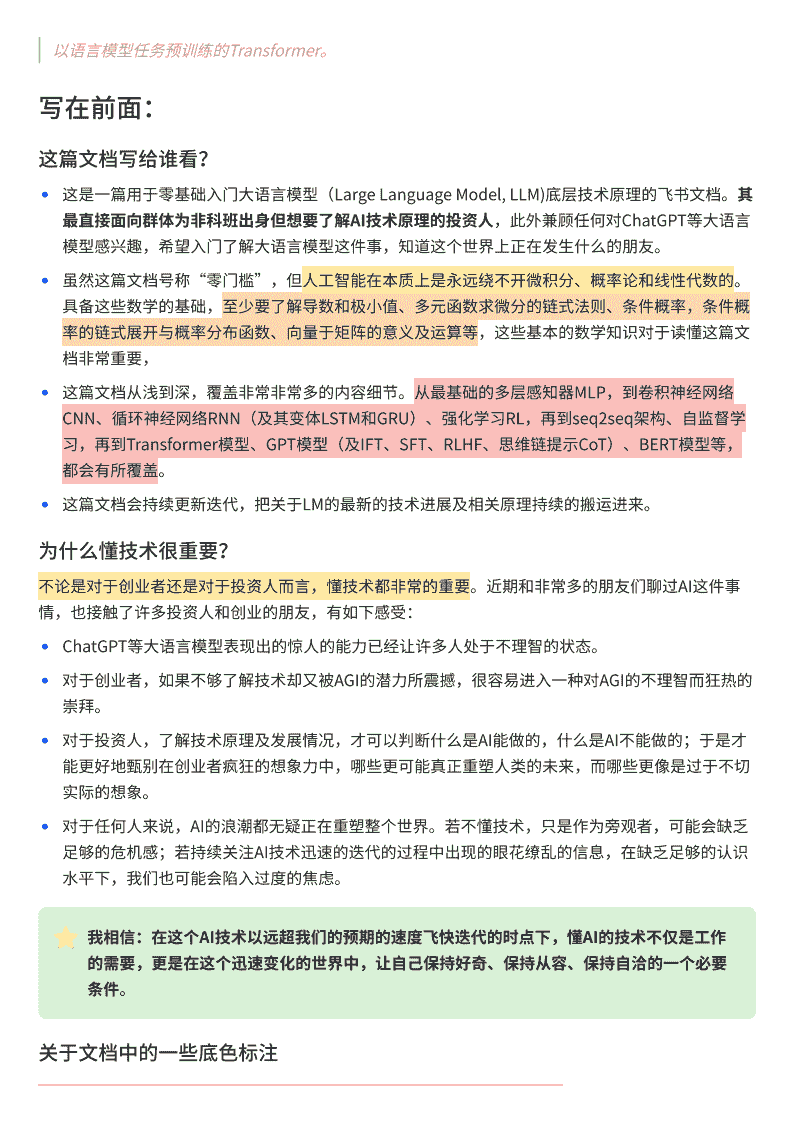 以语言模型任务预训练的Transformer。
写在前面：
这篇文档写给谁看？
这是一篇用于零基础入门大语言模型（Large Language Model, LLM)底层技术原理的飞书文档。其
最直接面向群体为非科班出身但想要了解AI技术原理的投资人，此外兼顾任何对ChatGPT等大语言
模型感兴趣，希望入门了解大语言模型这件事，知道这个世界上正在发生什么的朋友。
虽然这篇文档号称“零门槛”，但人工智能在本质上是永远绕不开微积分、概率论和线性代数的。
具备这些数学的基础，至少要了解导数和极小值、多元函数求微分的链式法则、条件概率，条件概
率的链式展开与概率分布函数、向量于矩阵的意义及运算等，这些基本的数学知识对于读懂这篇文
档非常重要，
这篇文档从浅到深，覆盖非常非常多的内容细节。从最基础的多层感知器MLP，到卷积神经网络
CNN、循环神经网络RNN（及其变体LSTM和GRU）、强化学习RL，再到seq2seq架构、自监督学
习，再到Transformer模型、GPT模型（及IFT、SFT、RLHF、思维链提示CoT）、BERT模型等，
都会有所覆盖。
这篇文档会持续更新迭代，把关于LM的最新的技术进展及相关原理持续的搬运进来。
为什么懂技术很重要？
不论是对于创业者还是对于投资人而言，懂技术都非常的重要。近期和非常多的朋友们聊过AI这件事
情，也接触了许多投资人和创业的朋友，有如下感受：
ChatGPT等大语言模型表现出的惊人的能力已经让许多人处于不理智的状态。
对于创业者，如果不够了解技术却又被AGI的潜力所震撼，很容易进入一种对AGI的不理智而狂热的
崇拜。
对于投资人，了解技术原理及发展情况，才可以判断什么是AI能做的，什么是AI不能做的；于是才
能更好地甄别在创业者疯狂的想象力中，哪些更可能真正重塑人类的未来，而哪些更像是过于不切
实际的想象。
对于任何人来说，AI的浪潮都无疑正在重塑整个世界。若不懂技术，只是作为旁观者，可能会缺乏
足够的危机感；若持续关注AI技术迅速的迭代的过程中出现的眼花缭乱的信息，在缺乏足够的认识
水平下，我们也可能会陷入过度的焦虑。
我相信：在这个AI技术以远超我们的预期的速度飞快迭代的时点下，懂AI的技术不仅是工作
的需要，更是在这个迅速变化的世界中，让自己保持好奇、保持从容、保持自洽的一个必要
条件。
关于文档中的一些底色标注